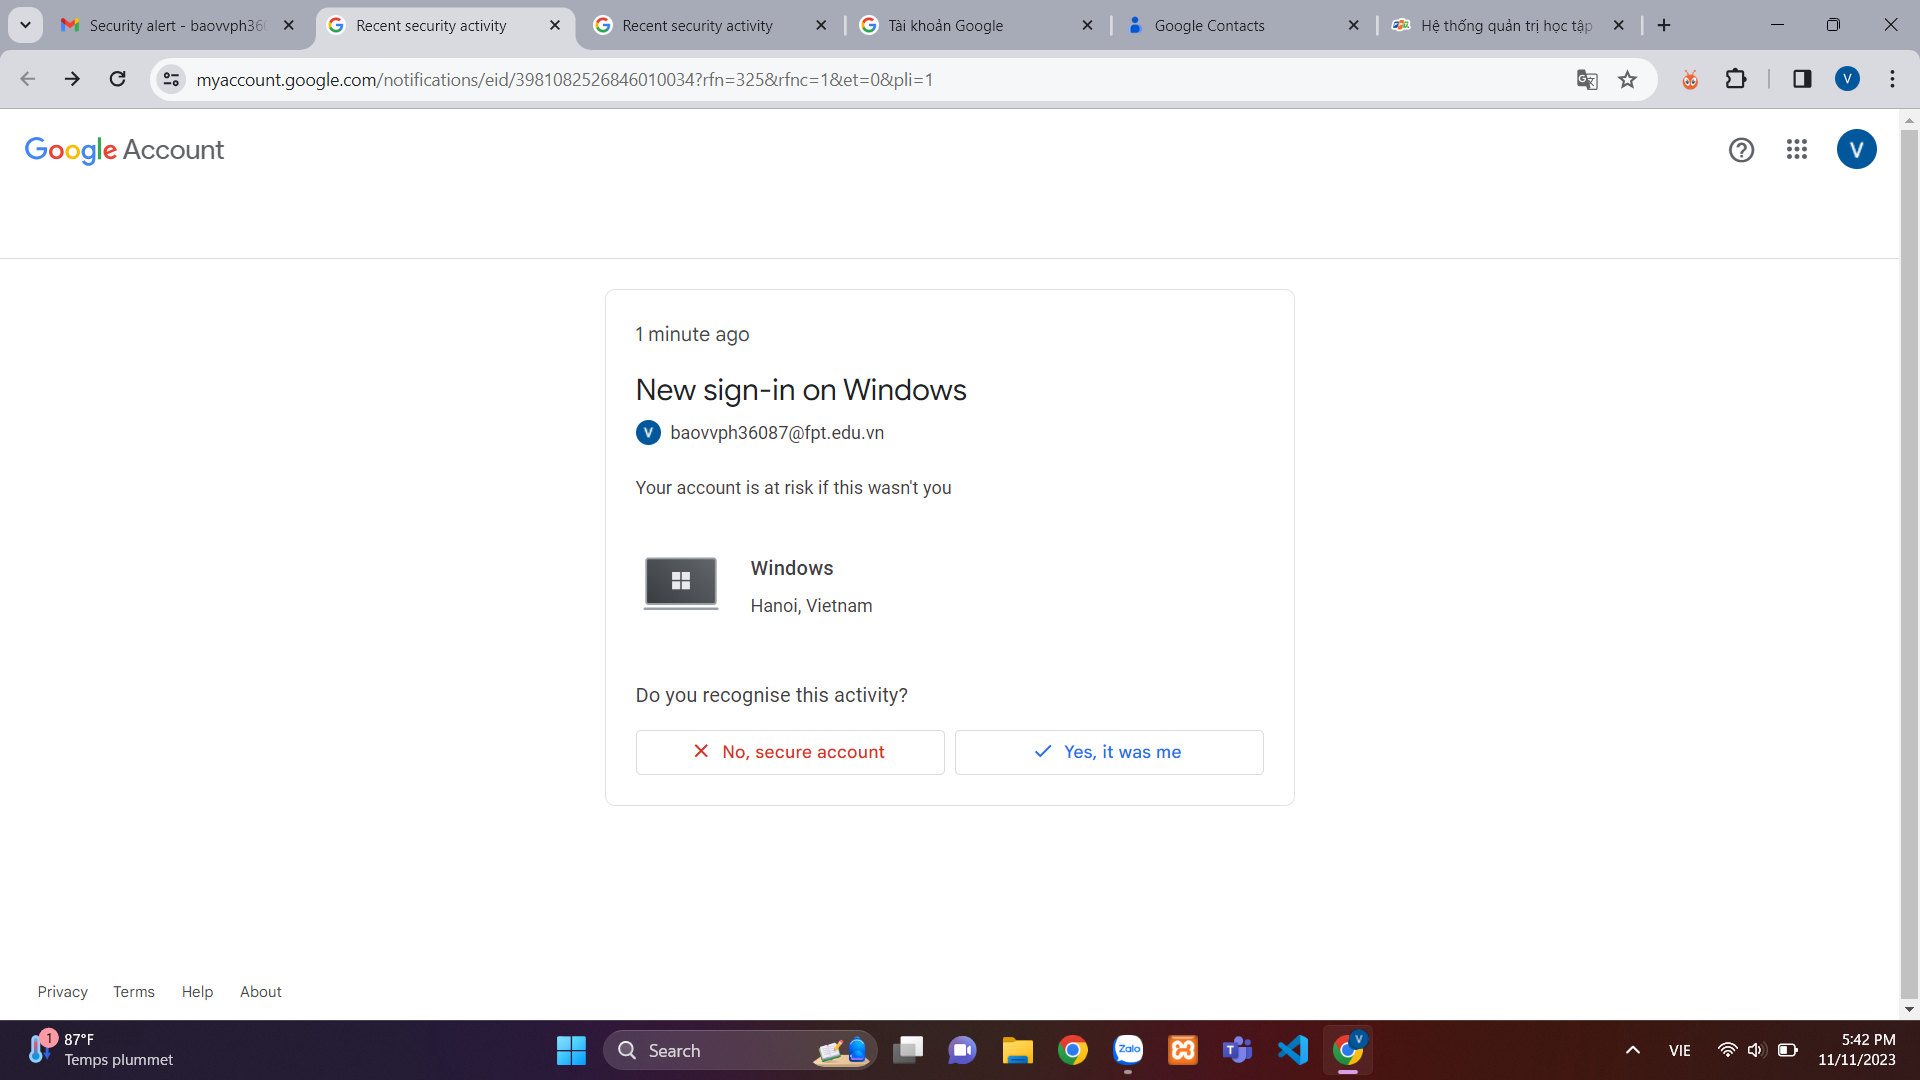 Security alert - baovvph360
Recent security activity
Recent security activity
Tài khoản Google
Google Contacts
Hệ thống quản trị học tập
myaccount.google.com/notifications/eid/3981082526846010034?rfn=325&rfnc=1&et=0&pli=1
V
Google Account
V
1 minute ago
New sign-in on Windows
V baovvph36087@fpt.edu.vn
Your account is at risk if this wasn't you
Windows
Hanoi, Vietnam
Do you recognise this activity?
No, secure account
Yes, it was me
Privacy Terms Help About
1
87°F
Temps plummet
Search
Zalo
V
VIE
5:42 PM
11/11/2023